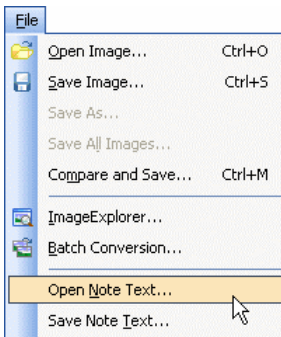 File
Open Image... Ctrl+O
Save Image... Ctrl+S
Save As...
Save All Images...
Compare and Save... Ctrl+M
ImageExplorer...
Batch Conversion...
Open Note Text...
Save Note Text...